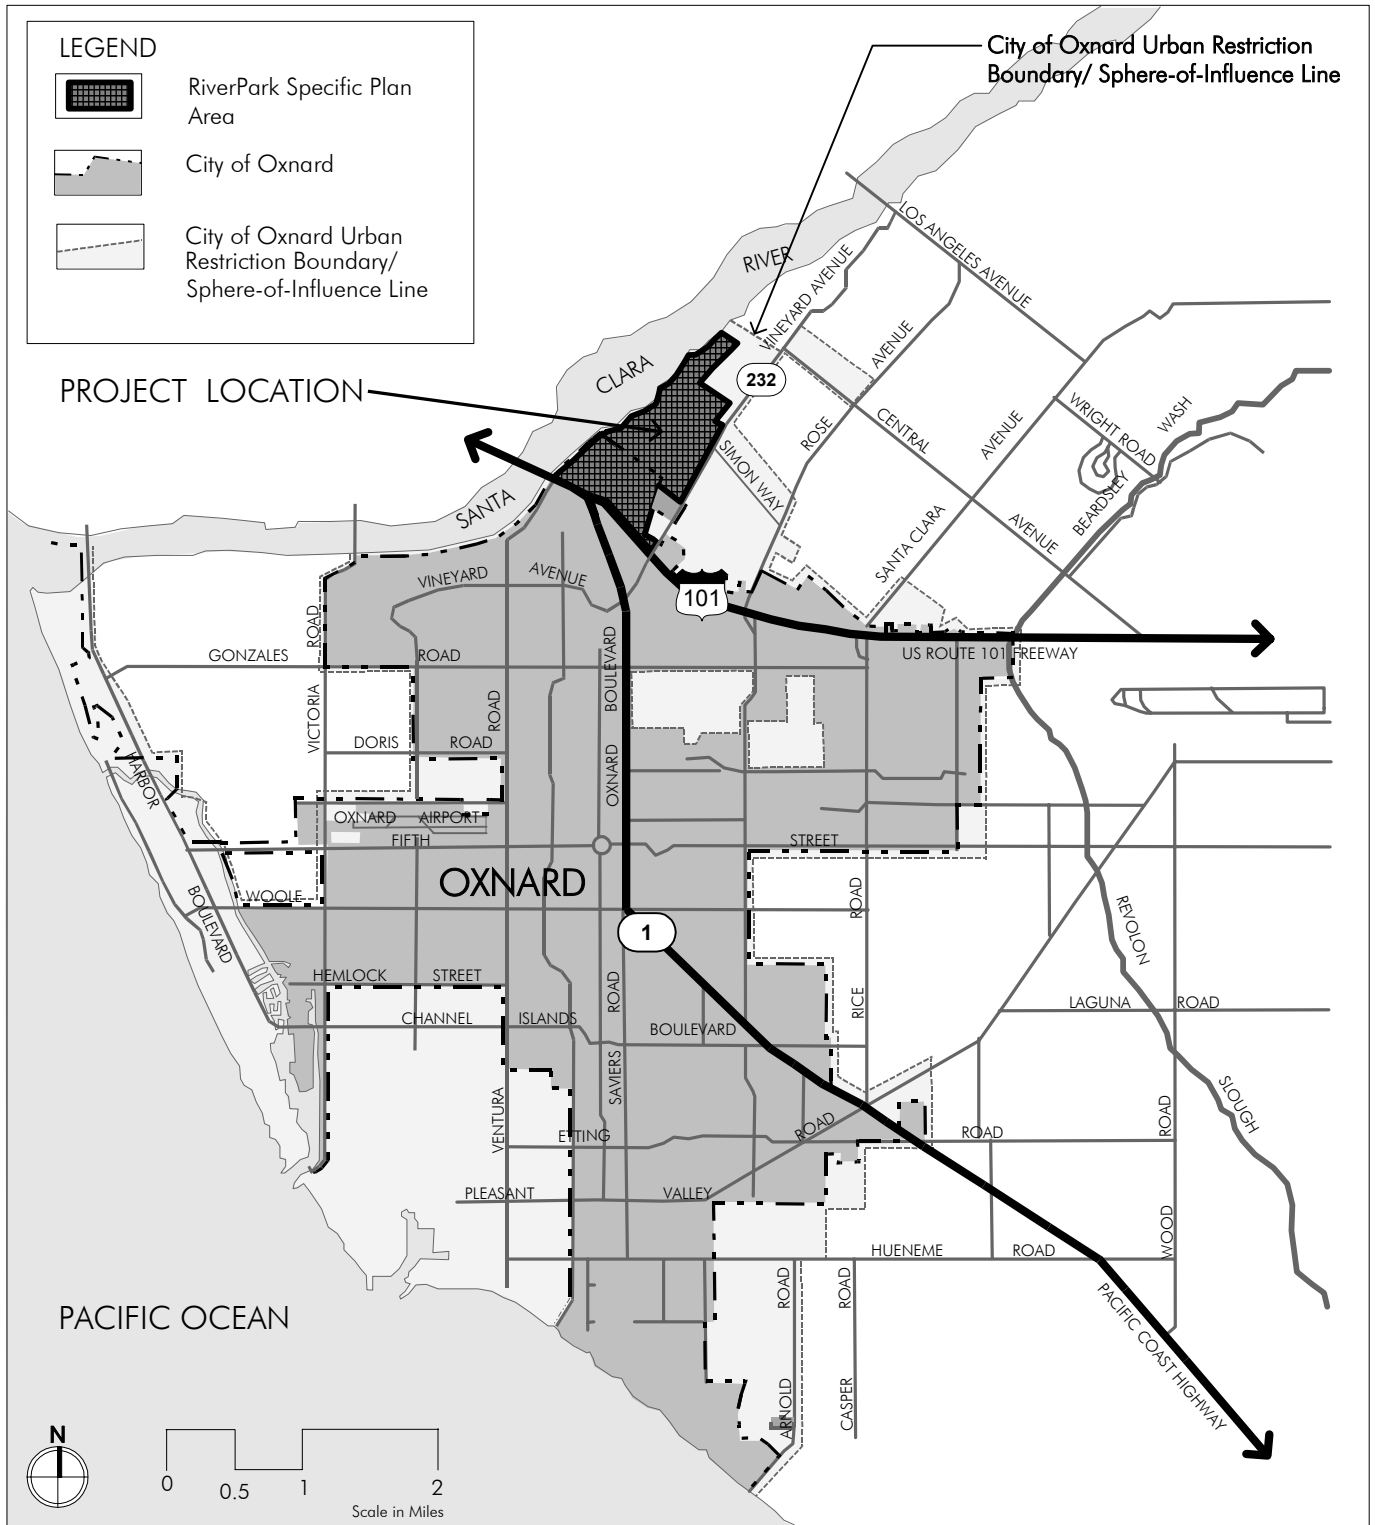 LEGEND
RiverPark Specific Plan
Area
City of Oxnard
City of Oxnard Urban
Restriction Boundary/
Sphere-of-Influence Line
City of Oxnard Urban Restriction
Boundary/ Sphere-of-Influence Line
PROJECT LOCATION
SANTA
CLARA
RIVER
LOS ANGELES AVENUE
VINEYARD AVENUE
232
ROSE
AVENUE
CENTRAL
AVENUE
SIMON WAY
SANTA CLARA
AVENUE
WRIGHT ROAD
BEARDSLEY
WASH
VINEYARD
AVENUE
101
US ROUTE 101 FREEWAY
GONZALES
ROAD
VICTORIA
ROAD
DORIS
ROAD
ROAD
BOULEVARD
OXNARD
HARBOR
BOULEVARD
OXNARD AIRPORT
FIFTH
STREET
OXNARD
WOOLE
1
ROAD
RICE
REVOLON
SLOUGH
HEMLOCK
STREET
CHANNEL
ISLANDS
BOULEVARD
LAGUNA
ROAD
ROAD
SAVIERS
VENTURA
ETTING
ROAD
ROAD
PLEASANT
VALLEY
ROAD
WOOD
HUENEME
ROAD
ROAD
ARNOLD
ROAD
CASPER
PACIFIC COAST HIGHWAY
PACIFIC OCEAN
N
0
0.5
1
2
Scale in Miles